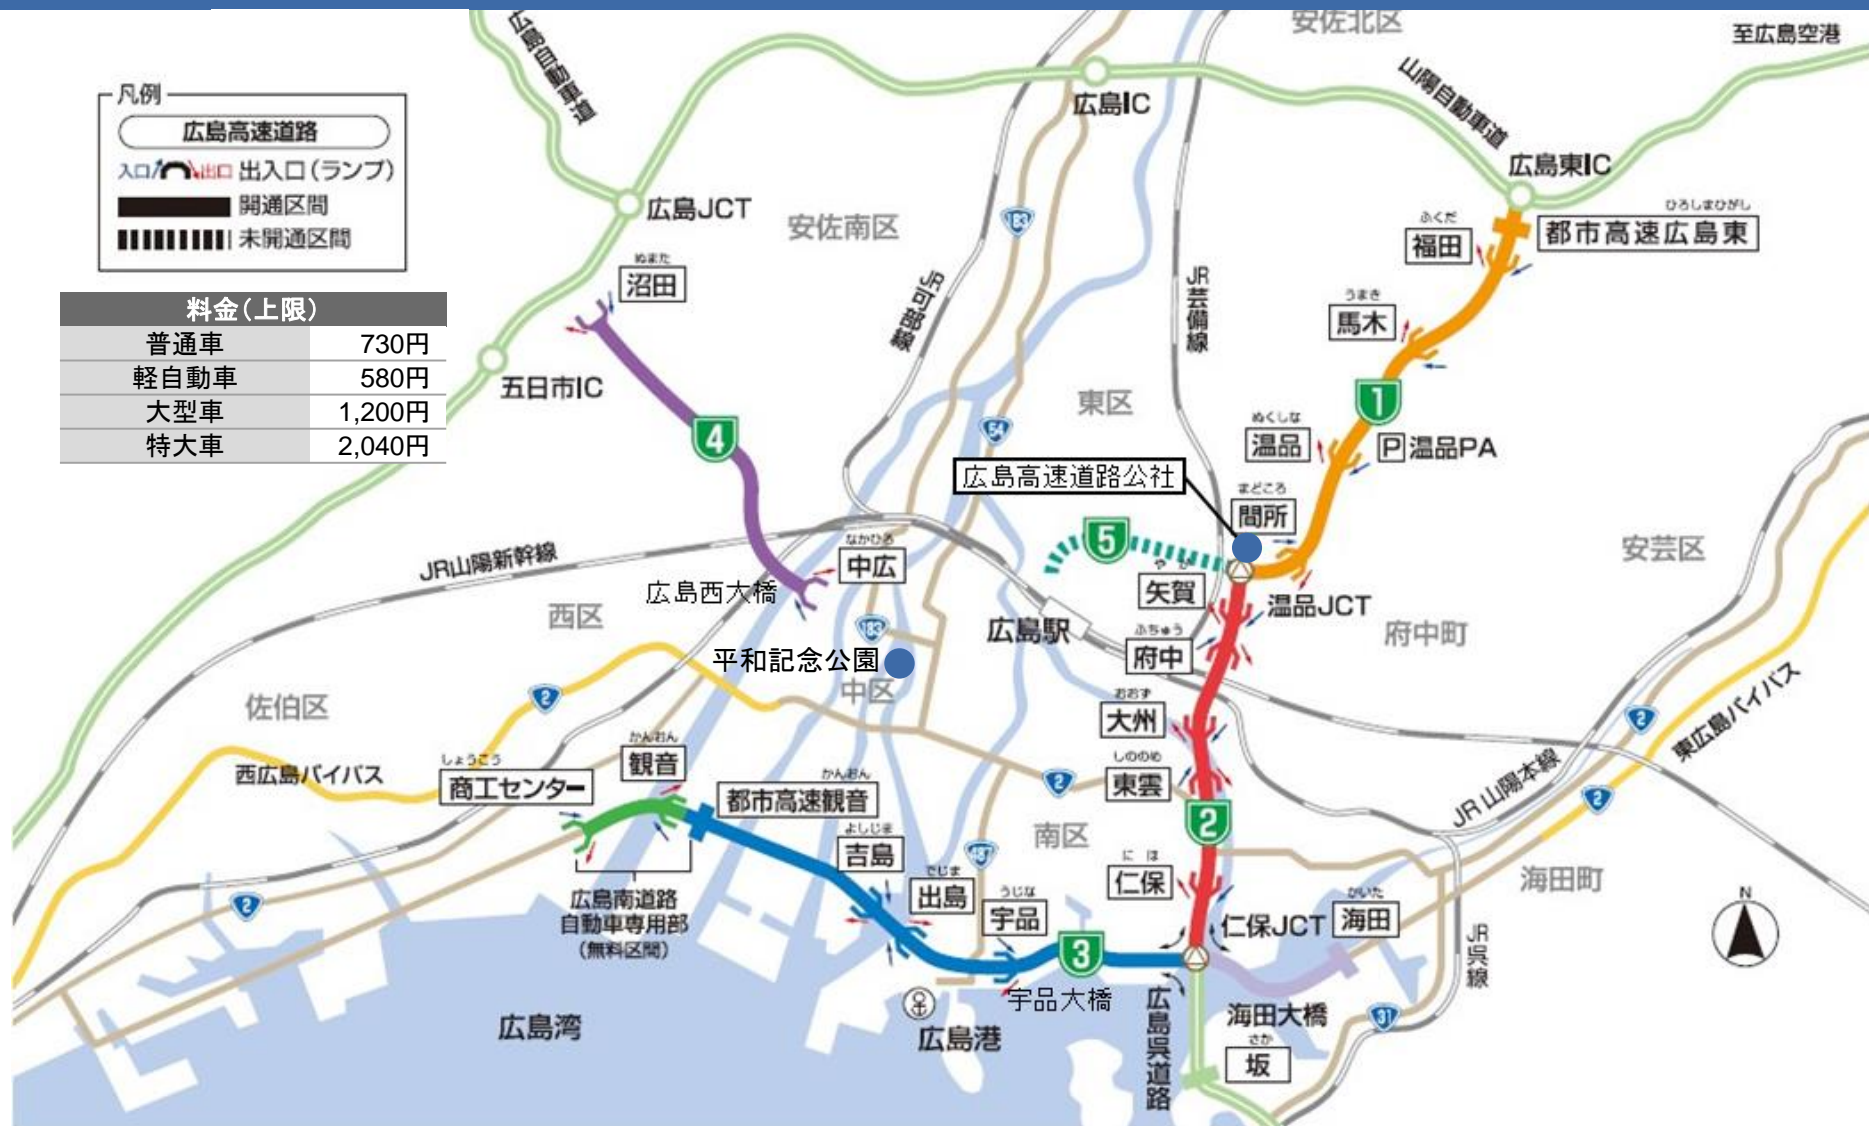 凡例
広島高速道路
入口 出口 出入口(ランプ)
開通区間
未開通区間
料金(上限)
普通車 730円
軽自動車 580円
大型車 1,200円
特大車 2,040円
広島自動車道
安佐北区
至広島空港
広島IC
山陽自動車道
広島東IC
ひろしまひがし
都市高速広島東
ふくだ
福田
広島JCT
安佐南区
183
ぬまた
沼田
JR可部線
JR芸備線
うまき
馬木
五日市IC
4
東区
54
1
ぬくしな
温品
P 温品PA
広島高速道路公社
まどころ
間所
5
安芸区
JR山陽新幹線
なかひろ
中広
広島西大橋
やが
矢賀
温品JCT
西区
183
広島駅
ふちゅう
府中
府中町
平和記念公園
中区
佐伯区
2
おおず
大州
2
東広島バイパス
西広島バイパス
しょうこう
商工センター
かんおん
観音
かんおん
都市高速観音
2
しののめ
東雲
JR山陽本線
2
よしじま
吉島
487
南区
2
でじま
出島
うじな
宇品
にほ
仁保
海田町
2
広島南道路
自動車専用部
(無料区間)
仁保JCT
かいた
海田
JR呉線
N
3
宇品大橋
広島湾
広島港
広島呉道路
海田大橋
31
さか
坂